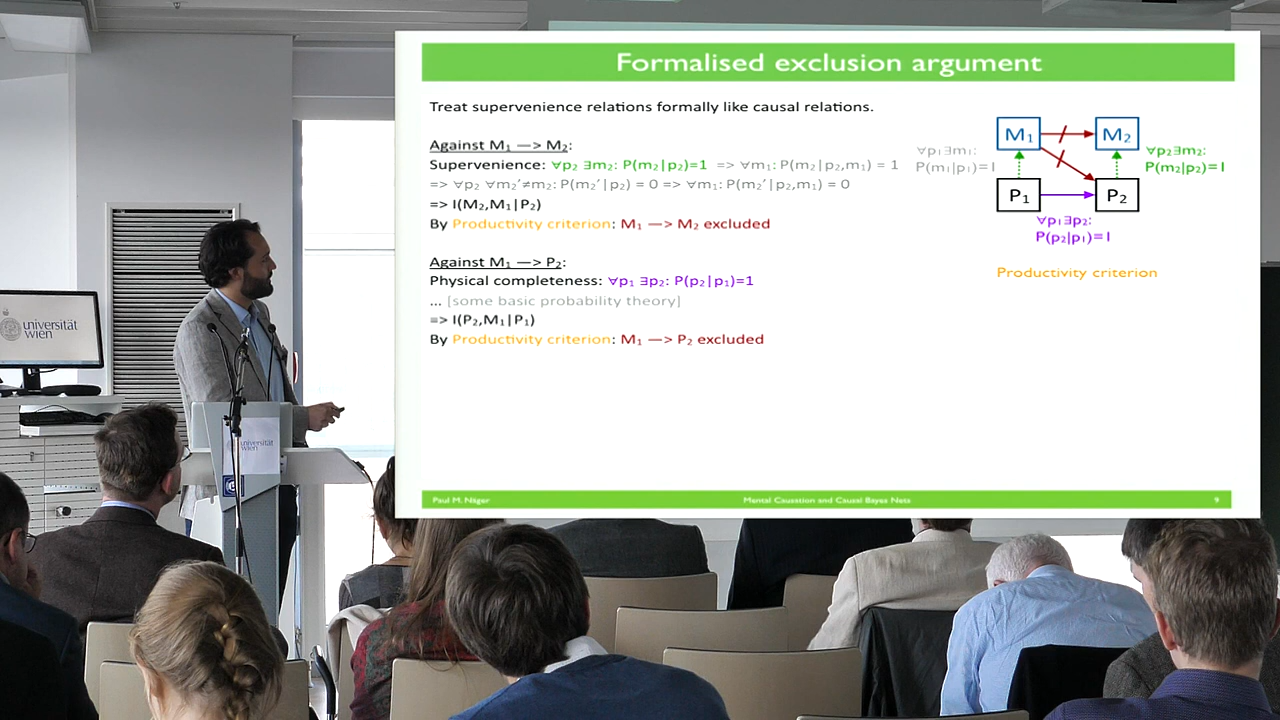 Formalised exclusion argument
Treat supervenience relations formally like causal relations.
Against M₁ —> M₂:
Supervenience: ∀p₂ ∃m₂: P(m₂|p₂)=1 => ∀m₁: P(m₂|p₂,m₁) = 1
=> ∀p₂ ∀m₂'≠m₂: P(m₂'|p₂) = 0 => ∀m₁: P(m₂'|p₂,m₁) = 0
=> I(M₂,M₁|P₂)
By Productivity criterion: M₁ —> M₂ excluded
Against M₁ —> P₂:
Physical completeness: ∀p₁ ∃p₂: P(p₂|p₁)=1
... [some basic probability theory]
=> I(P₂,M₁|P₁)
By Productivity criterion: M₁ —> P₂ excluded
M₁ M₂
∀p₁∃m₁:
P(m₁|p₁)=1
∀p₂∃m₂:
P(m₂|p₂)=1
P₁ P₂
∀p₁∃p₂:
P(p₂|p₁)=1
Productivity criterion
Paul M. Näger Mental Causation and Causal Bayes Nets 9
universität
wien
universität
wien